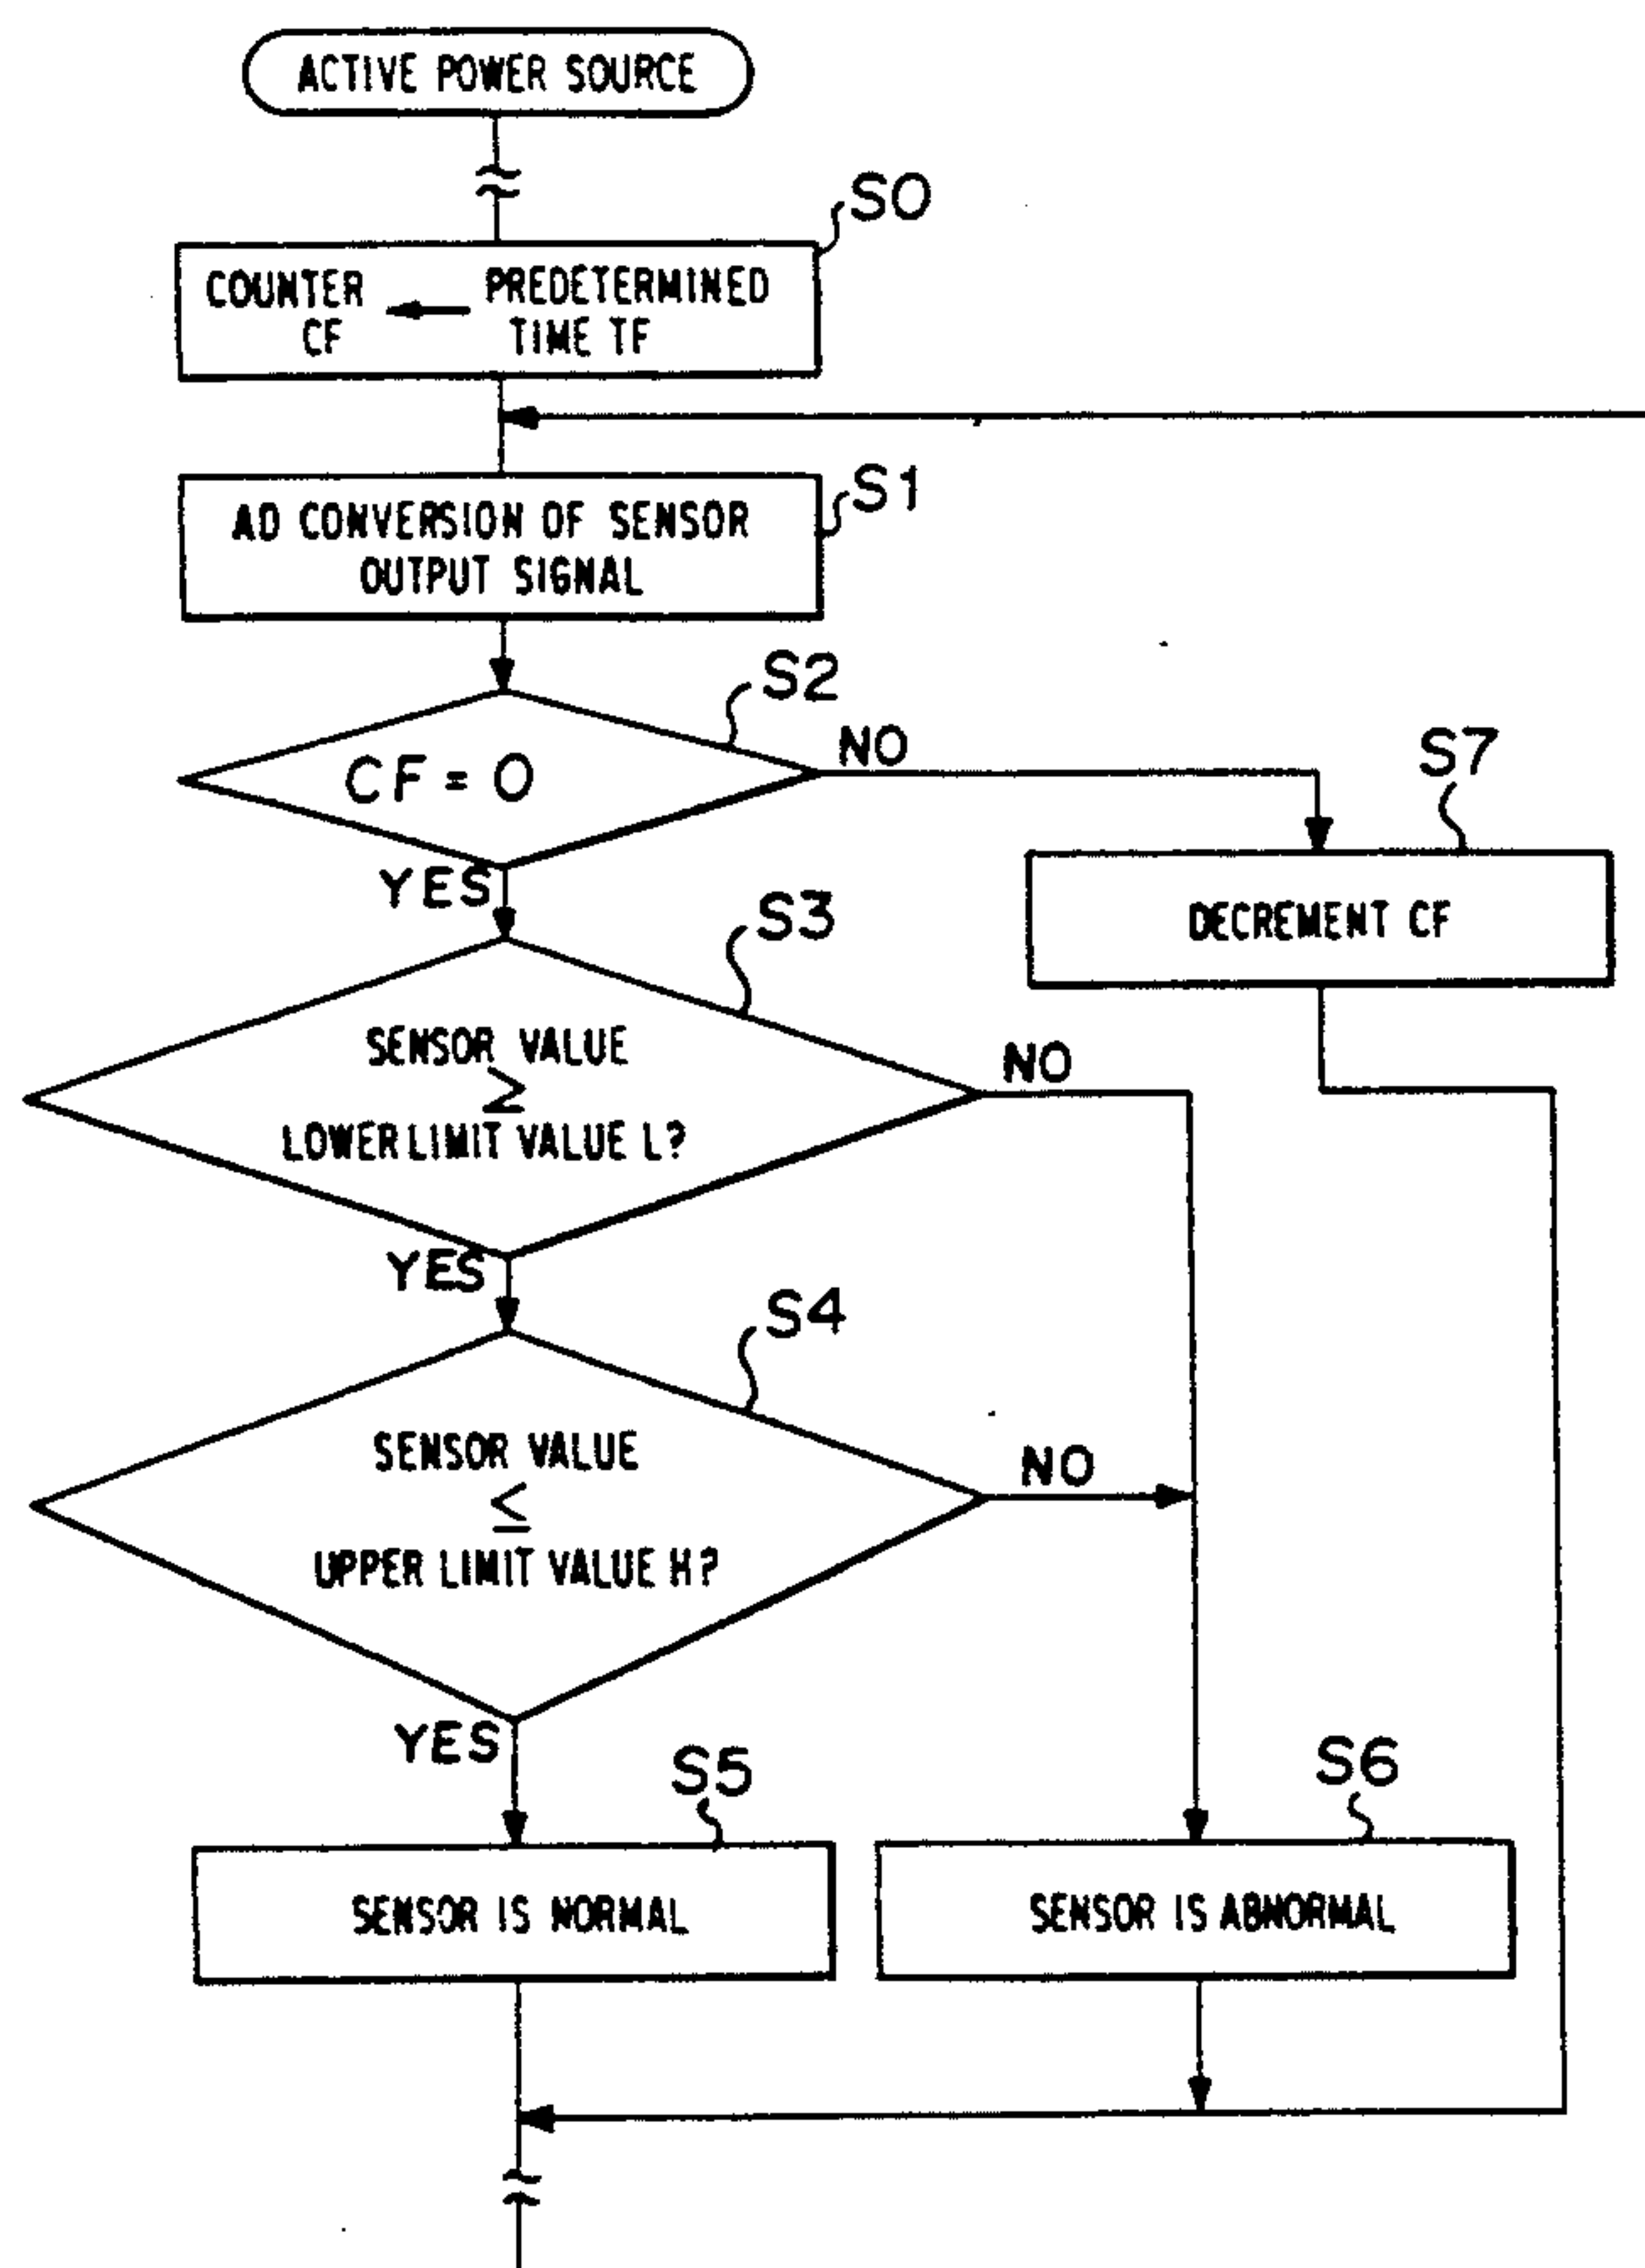 ACTIVE POWER SOURCE
S0
COUNTER CF ← PREDETERMINED TIME TF
S1
AD CONVERSION OF SENSOR
OUTPUT SIGNAL
S2
CF = 0
NO
YES
S7
DECREMENT CF
S3
SENSOR VALUE
≥
LOWER LIMIT VALUE L?
NO
YES
S4
SENSOR VALUE
≤
UPPER LIMIT VALUE H?
NO
YES
S5
SENSOR IS NORMAL
S6
SENSOR IS ABNORMAL